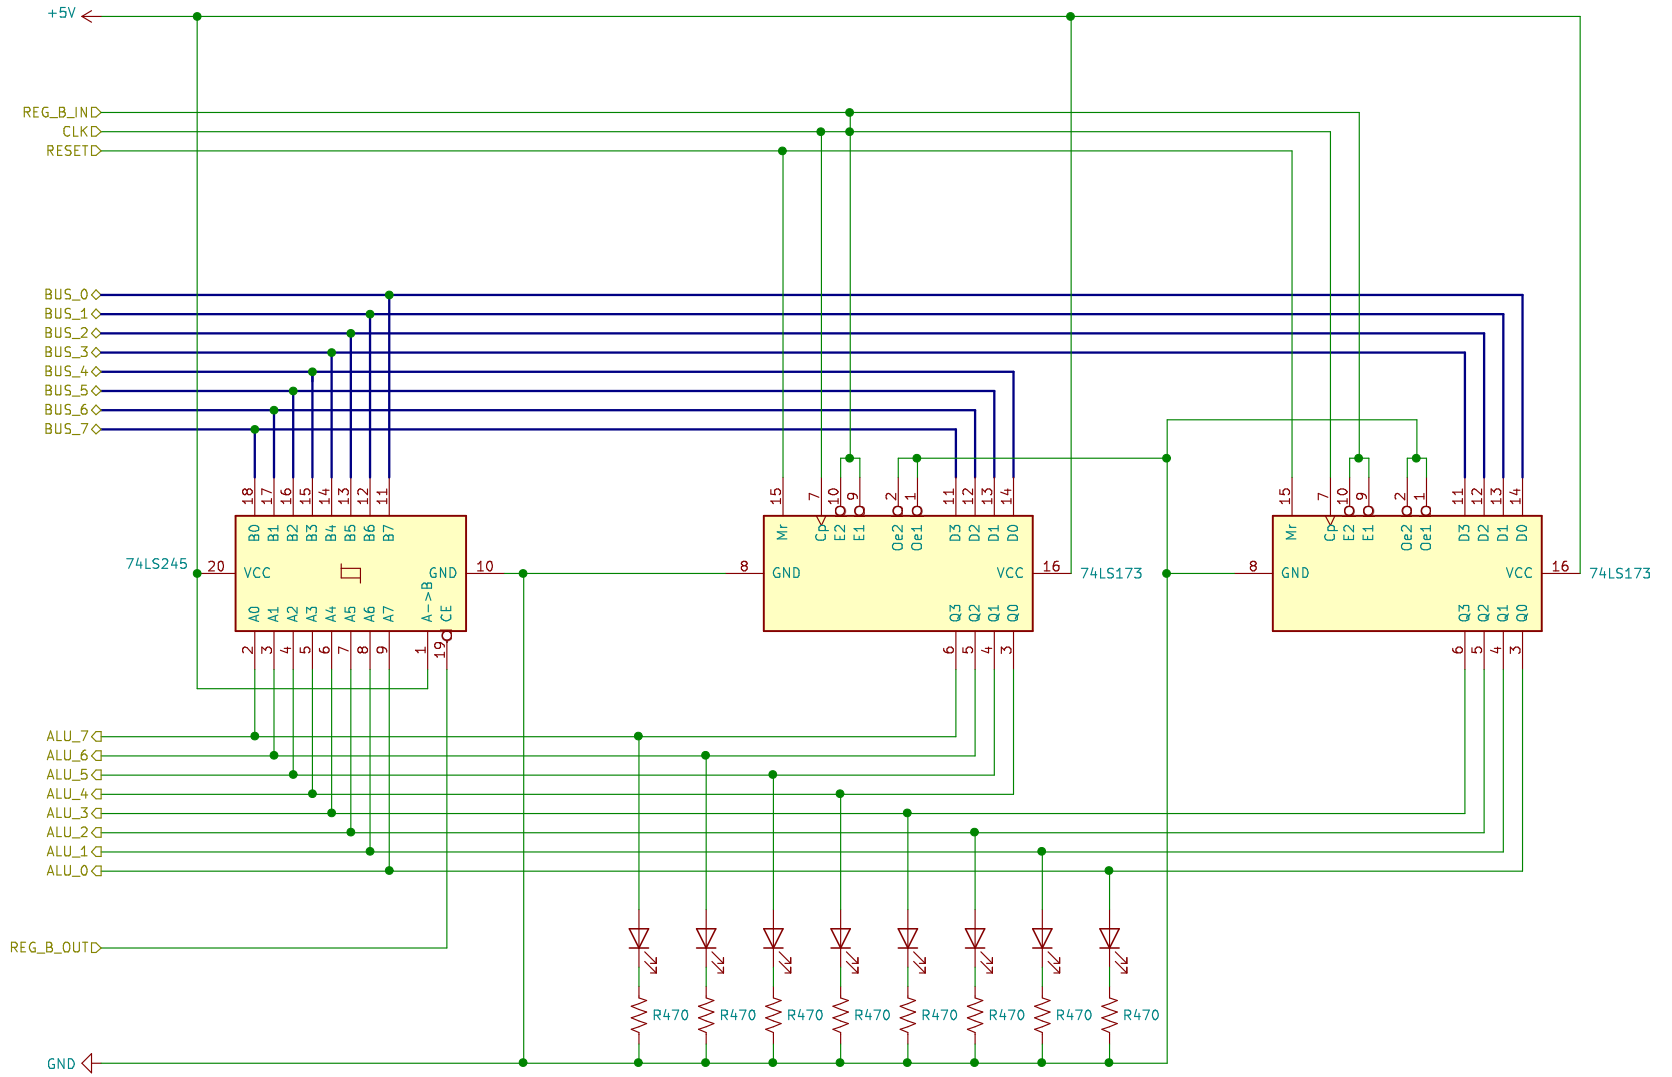 +5V
REG_B_IN
CLK
RESET
BUS_0
BUS_1
BUS_2
BUS_3
BUS_4
BUS_5
BUS_6
BUS_7
18 17 16 15 14 13 12 11
B0 B1 B2 B3 B4 B5 B6 B7
74LS245
20 VCC GND 10
A0 A1 A2 A3 A4 A5 A6 A7 A->B CE
2 3 4 5 6 7 8 9 1 19
15 7 10 9 2 1 11 12 13 14
Mr Cp E2 E1 Oe2 Oe1 D3 D2 D1 D0
8 GND VCC 16 74LS173
Q3 Q2 Q1 Q0
6 5 4 3
15 7 10 9 2 1 11 12 13 14
Mr Cp E2 E1 Oe2 Oe1 D3 D2 D1 D0
8 GND VCC 16 74LS173
Q3 Q2 Q1 Q0
6 5 4 3
ALU_7
ALU_6
ALU_5
ALU_4
ALU_3
ALU_2
ALU_1
ALU_0
REG_B_OUT
R470 R470 R470 R470 R470 R470 R470 R470
GND